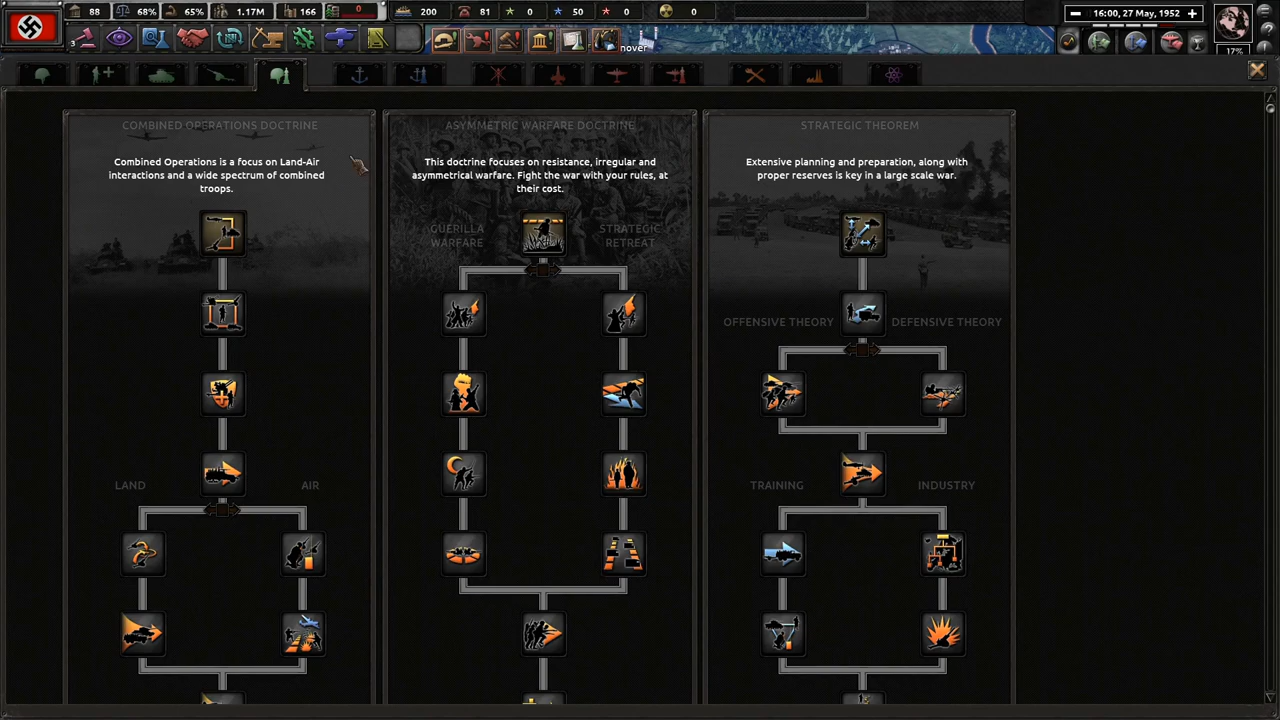 88 68% 65% 1.17M 166 0 200 81 0 50 0 0 16:00, 27 May, 1952
3 nover 17%
COMBINED OPERATIONS DOCTRINE
Combined Operations is a focus on Land-Air
interactions and a wide spectrum of combined
troops.
LAND AIR
ASYMMETRIC WARFARE DOCTRINE
This doctrine focuses on resistance, irregular and
asymmetrical warfare. Fight the war with your rules, at
their cost.
GUERILLA
WARFARE
STRATEGIC
RETREAT
STRATEGIC THEOREM
Extensive planning and preparation, along with
proper reserves is key in a large scale war.
OFFENSIVE THEORY DEFENSIVE THEORY
TRAINING INDUSTRY